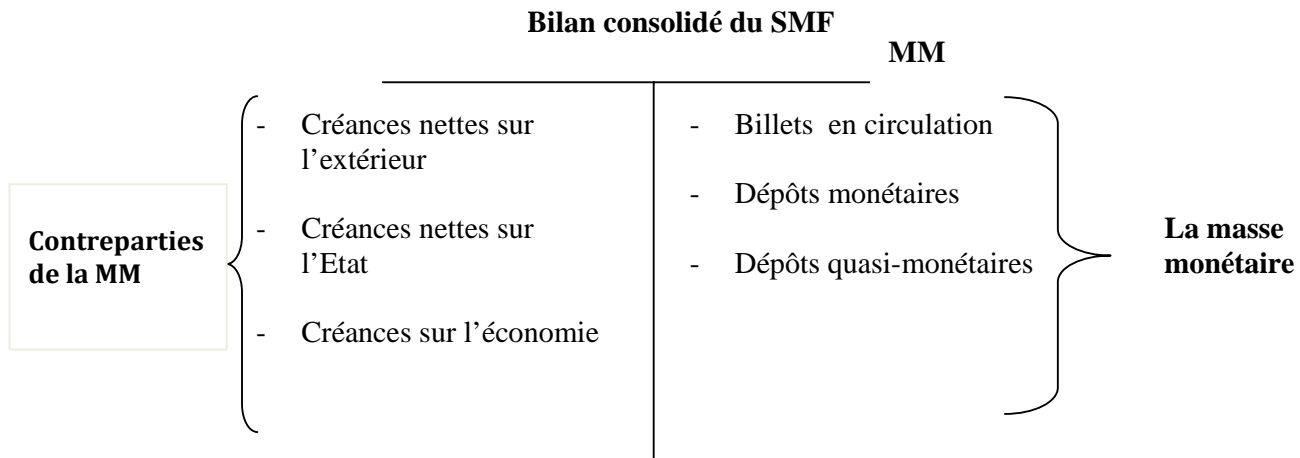 Bilan consolidé du SMF
MM
Contreparties
de la MM
- Créances nettes sur
l’extérieur
- Créances nettes sur
l’Etat
- Créances sur l’économie
- Billets en circulation
- Dépôts monétaires
- Dépôts quasi-monétaires
La masse
monétaire